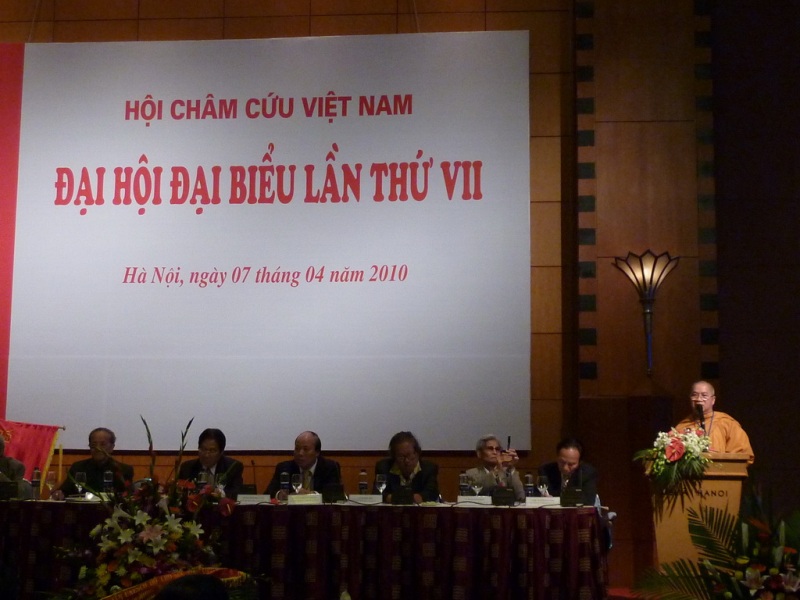 HỘI CHÂM CỨU VIỆT NAM
ĐẠI HỘI ĐẠI BIỂU LẦN THỨ VII
Hà Nội, ngày 07 tháng 04 năm 2010
HANOI